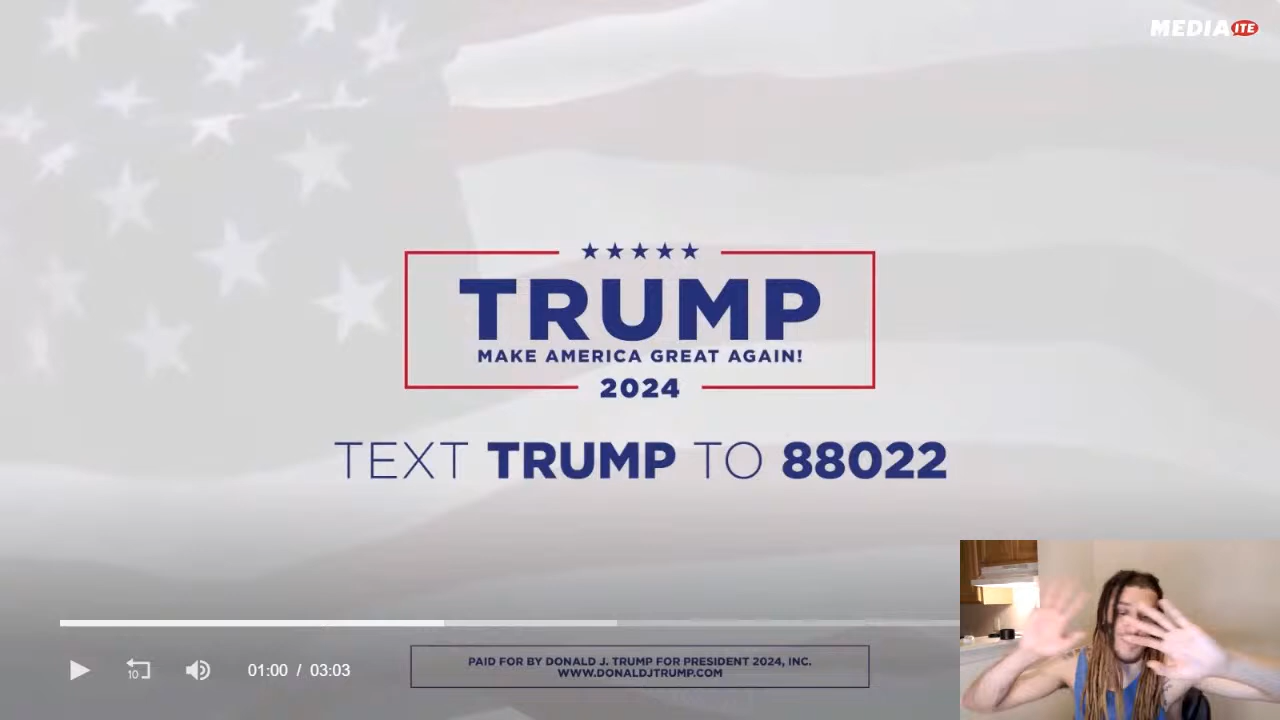 MEDIAITE
TRUMP
MAKE AMERICA GREAT AGAIN!
2024
TEXT TRUMP TO 88022
10
01:00 / 03:03
PAID FOR BY DONALD J. TRUMP FOR PRESIDENT 2024, INC.
WWW.DONALDJTRUMP.COM